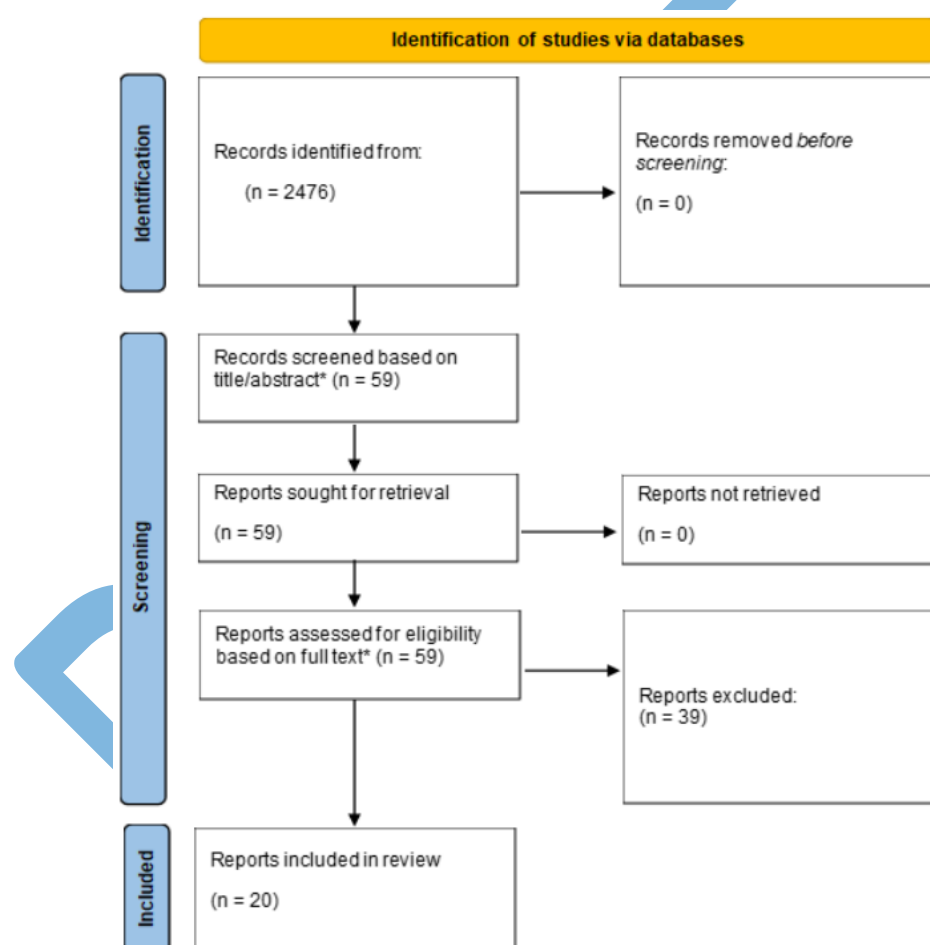 Identification of studies via databases
Identification
Records identified from:
(n = 2476)
Records removed before
screening:
(n = 0)
Screening
Records screened based on
title/abstract* (n = 59)
Reports sought for retrieval
(n = 59)
Reports not retrieved
(n = 0)
Reports assessed for eligibility
based on full text* (n = 59)
Reports excluded:
(n = 39)
Included
Reports included in review
(n = 20)